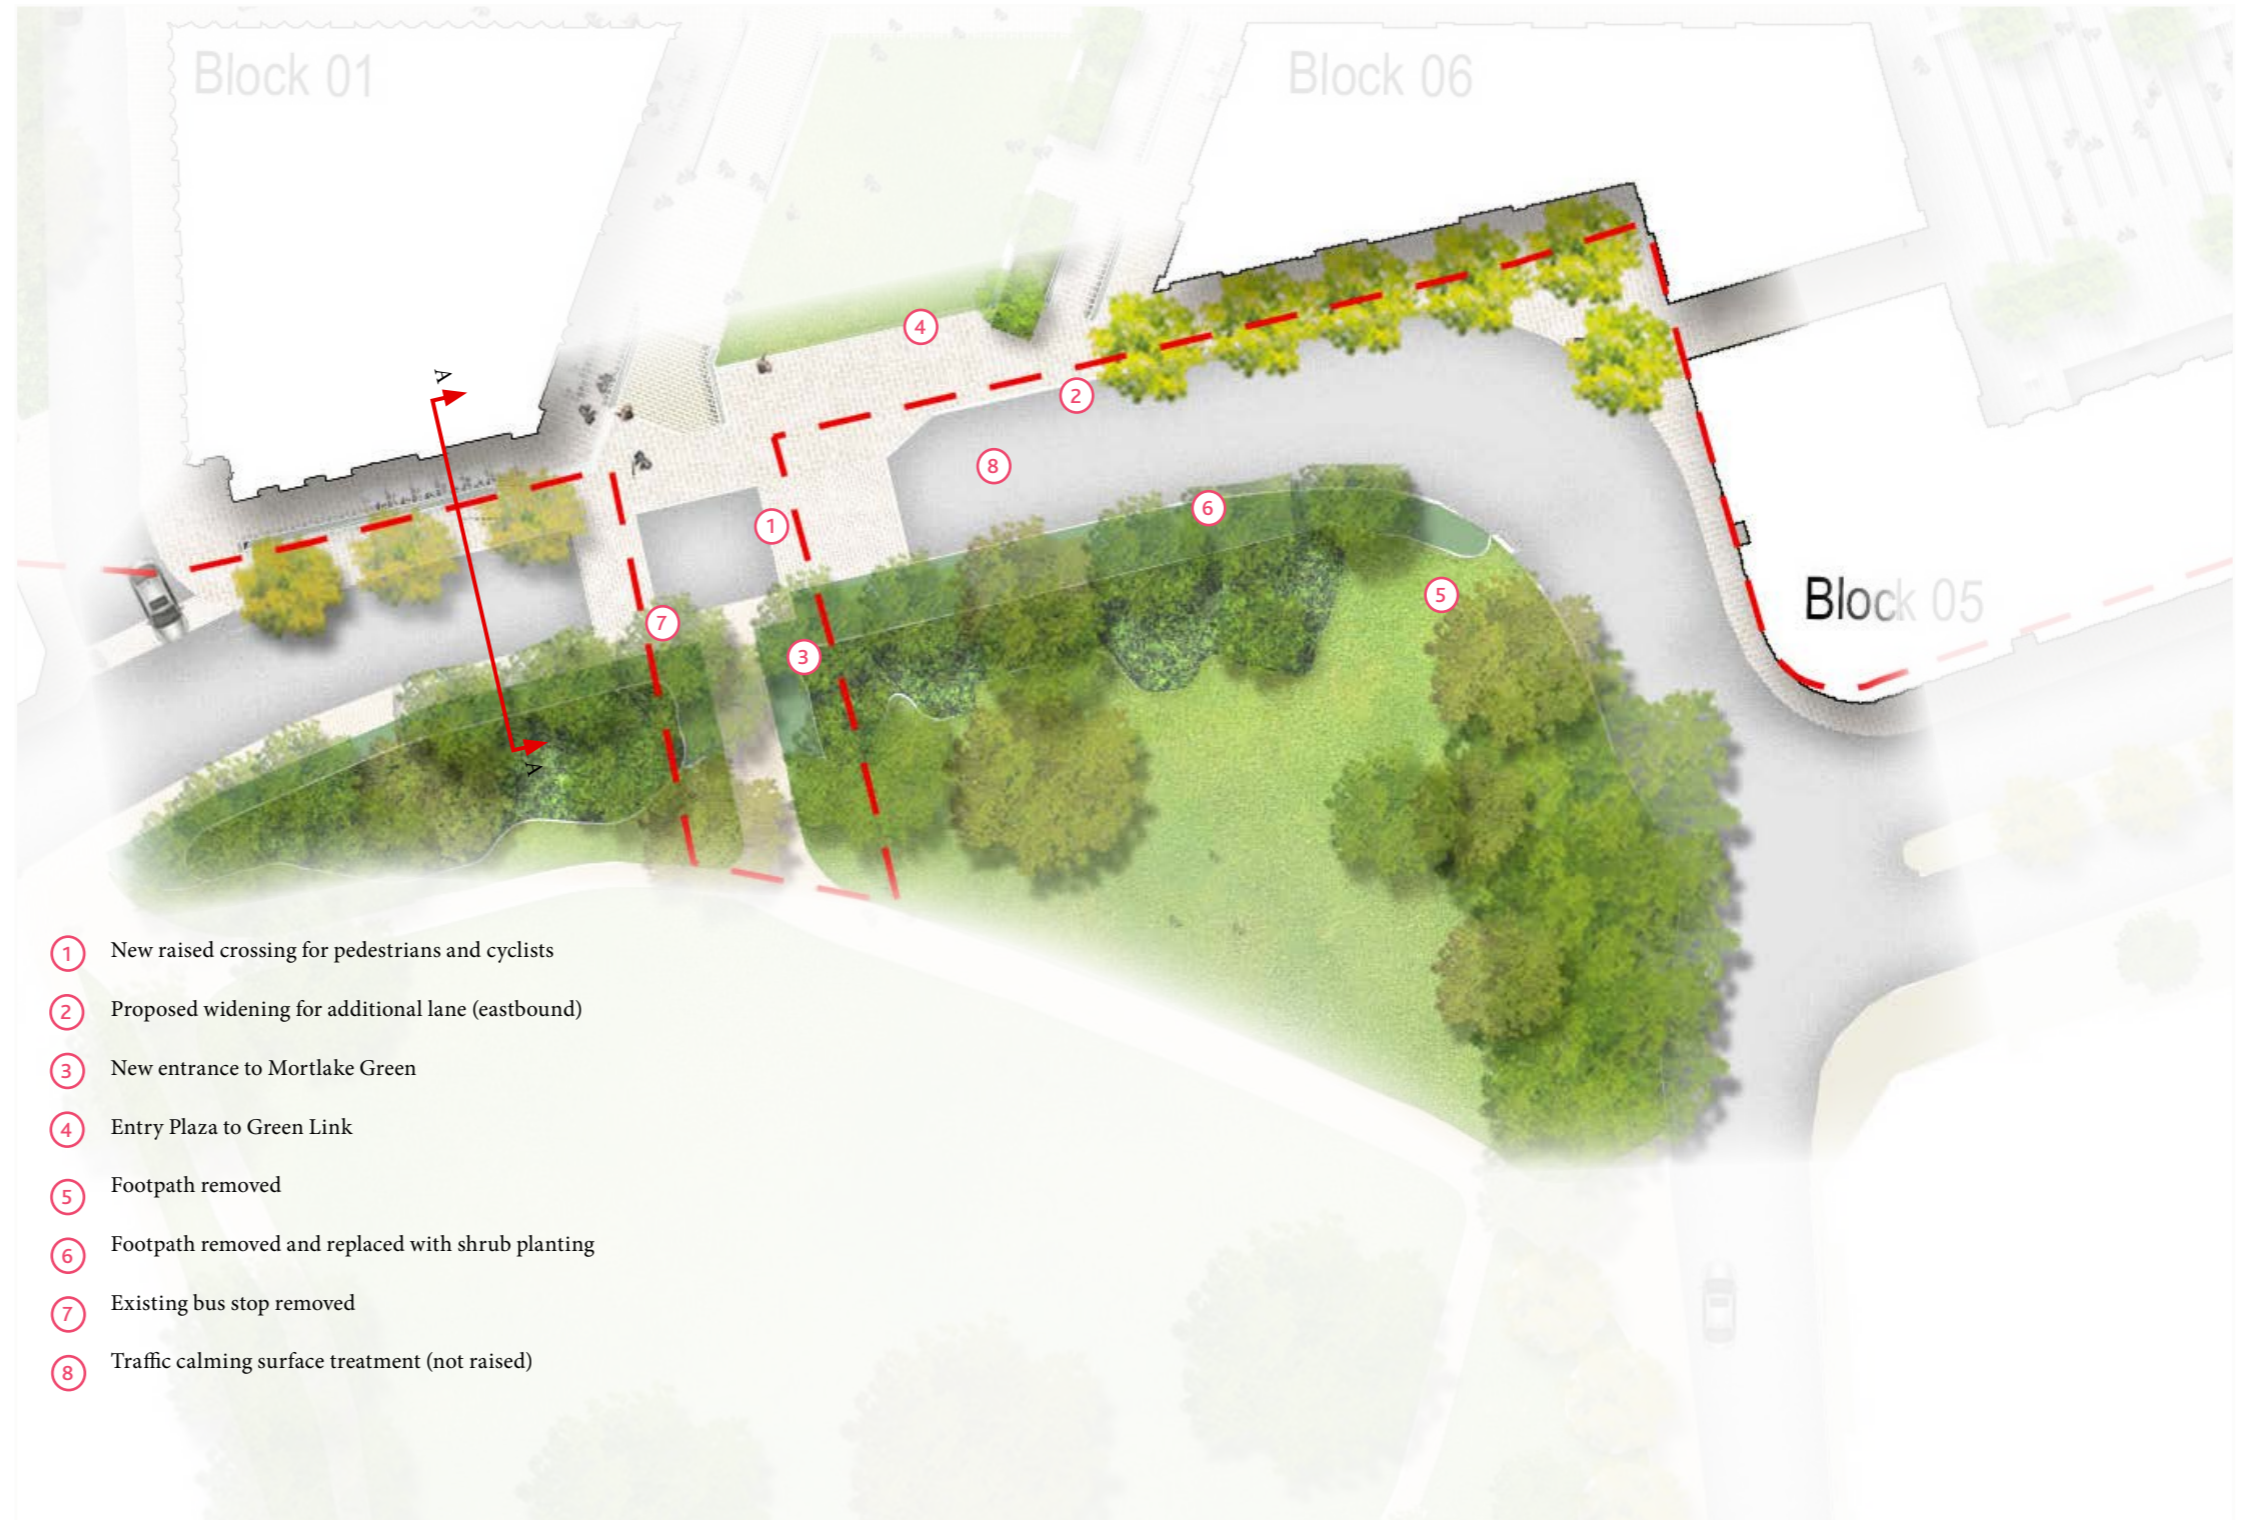 Block 01
Block 06
4
A
2
8
6
1
5
Block 05
7
3
A
1 New raised crossing for pedestrians and cyclists
2 Proposed widening for additional lane (eastbound)
3 New entrance to Mortlake Green
4 Entry Plaza to Green Link
5 Footpath removed
6 Footpath removed and replaced with shrub planting
7 Existing bus stop removed
8 Traffic calming surface treatment (not raised)